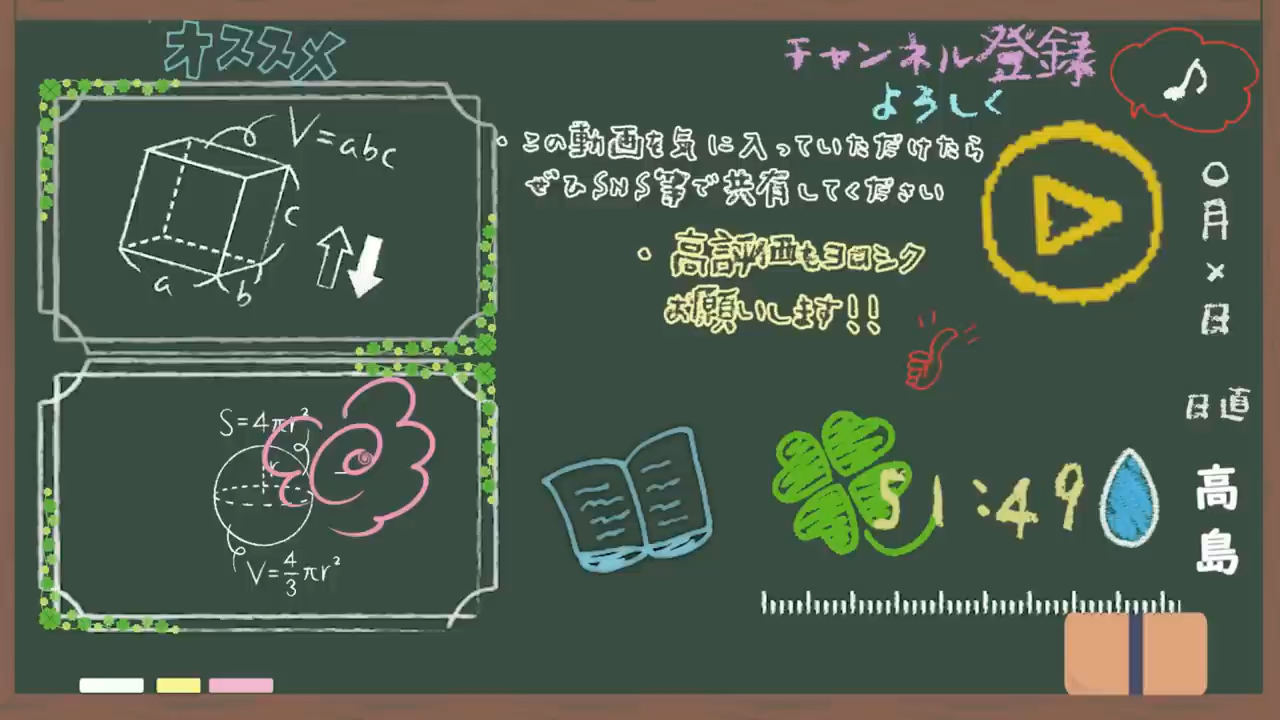 オススメ
V=abc
c
a
b
S=4πr²
r
V=4/3πr²
チャンネル登録
よろしく
・この動画を気に入っていただけたら
ぜひSNS等で共有してください
・高評価もヨロシク
お願いします!!
51:49
〇月×日
日直
高島